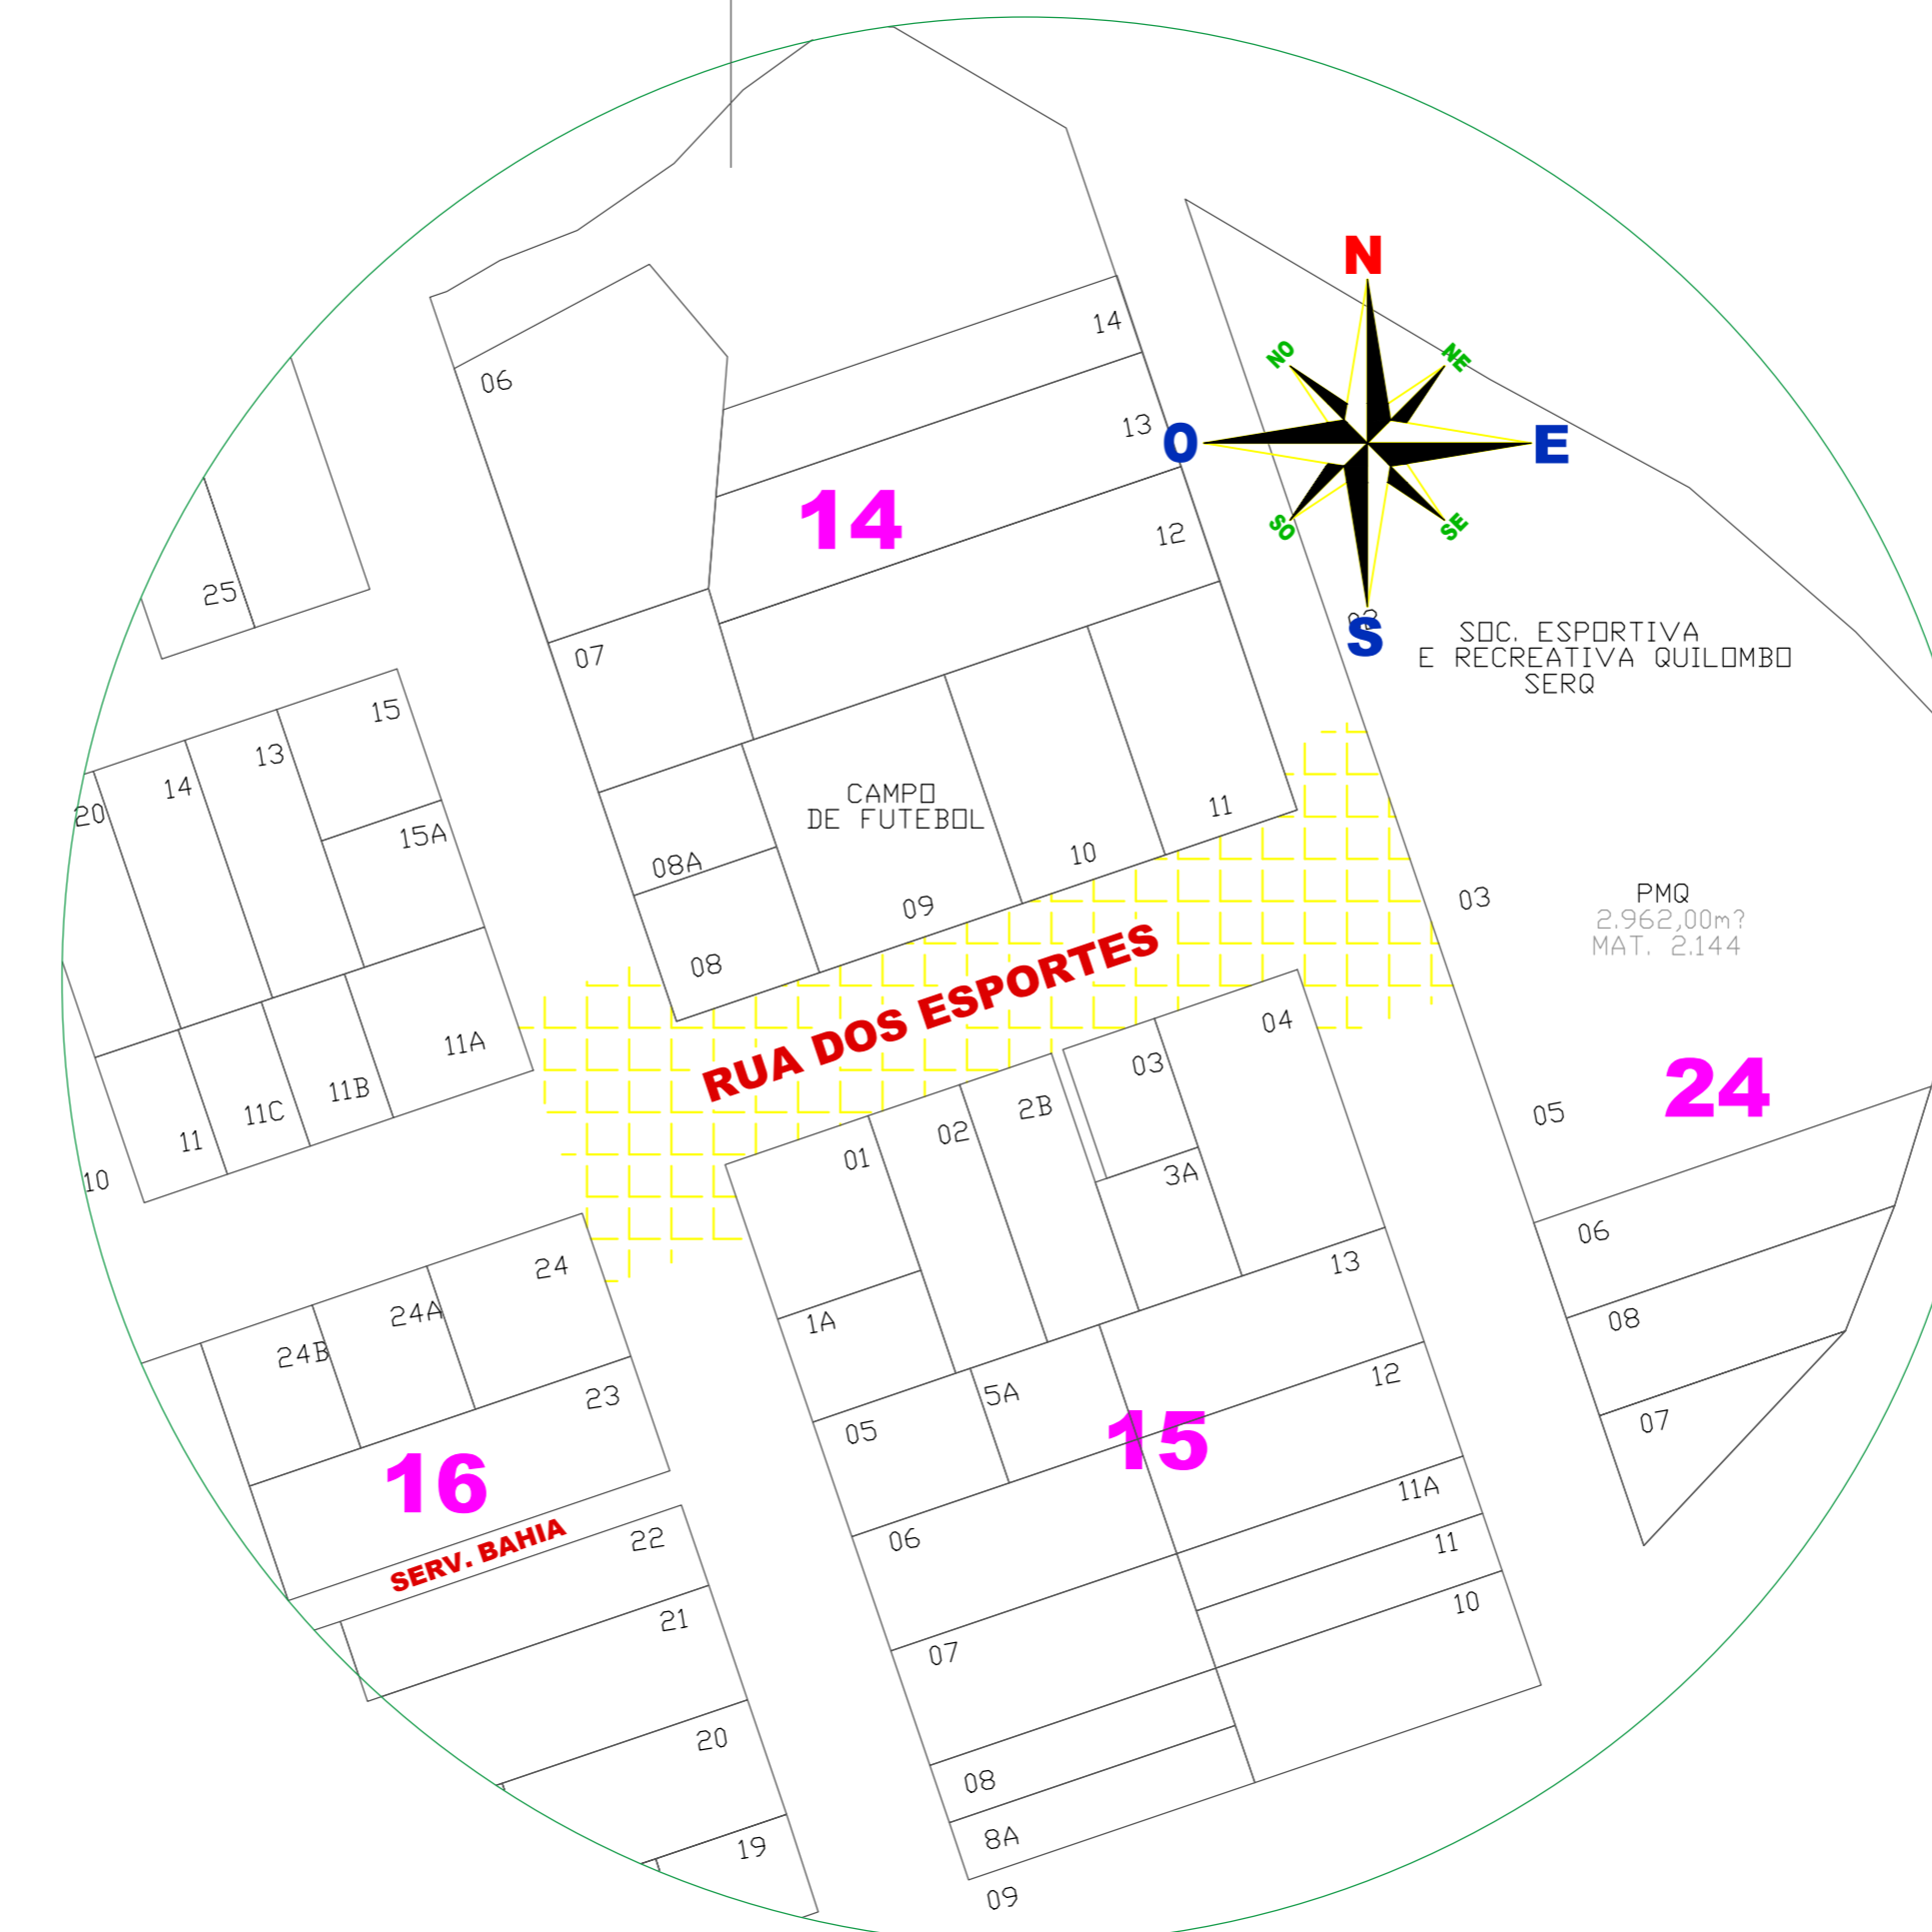 N
NO
NE
O
E
SO
SE
S
SOC. ESPORTIVA
E RECREATIVA QUILOMBO
SERQ
14
13
12
06
14
07
25
15
13
14
20
15A
CAMPO
DE FUTEBOL
11
10
09
08A
08
03
PMQ
2.962,00m?
MAT. 2.144
RUA DOS ESPORTES
04
03
2B
02
01
3A
1A
11A
11B
11C
11
10
24
05
06
08
07
24
24A
24B
23
16
SERV. BAHIA
22
21
20
19
13
5A
05
15
12
06
11A
11
07
10
08
8A
09